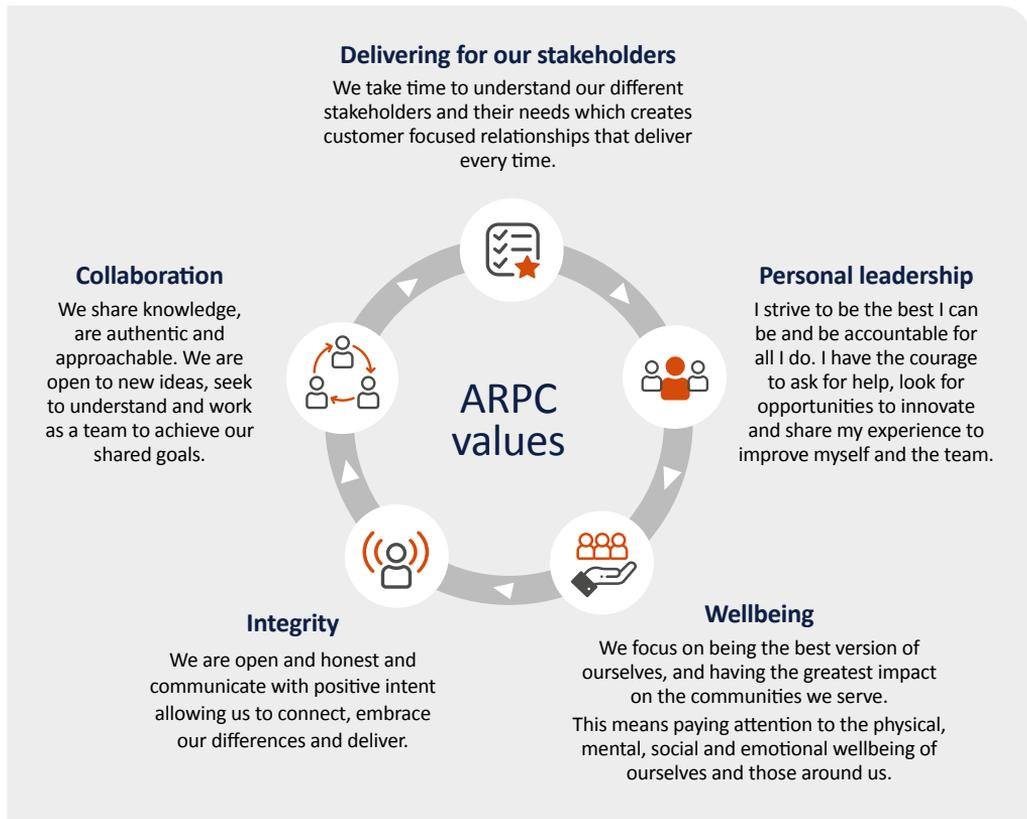 Delivering for our stakeholders
We take time to understand our different
stakeholders and their needs which creates
customer focused relationships that deliver
every time.
Collaboration
We share knowledge,
are authentic and
approachable. We are
open to new ideas, seek
to understand and work
as a team to achieve our
shared goals.
Personal leadership
I strive to be the best I can
be and be accountable for
all I do. I have the courage
to ask for help, look for
opportunities to innovate
and share my experience to
improve myself and the team.
ARPC
values
Integrity
We are open and honest and
communicate with positive intent
allowing us to connect, embrace
our differences and deliver.
Wellbeing
We focus on being the best version of
ourselves, and having the greatest impact
on the communities we serve.
This means paying attention to the physical,
mental, social and emotional wellbeing of
ourselves and those around us.